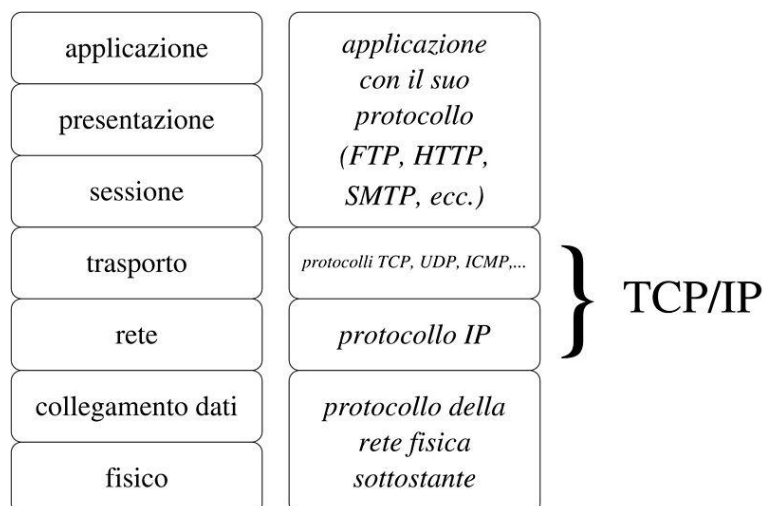 applicazione
presentazione
sessione
trasporto
rete
collegamento dati
fisico
applicazione
con il suo
protocollo
(FTP, HTTP,
SMTP, ecc.)
protocolli TCP, UDP, ICMP,...
protocollo IP
protocollo della
rete fisica
sottostante
} TCP/IP